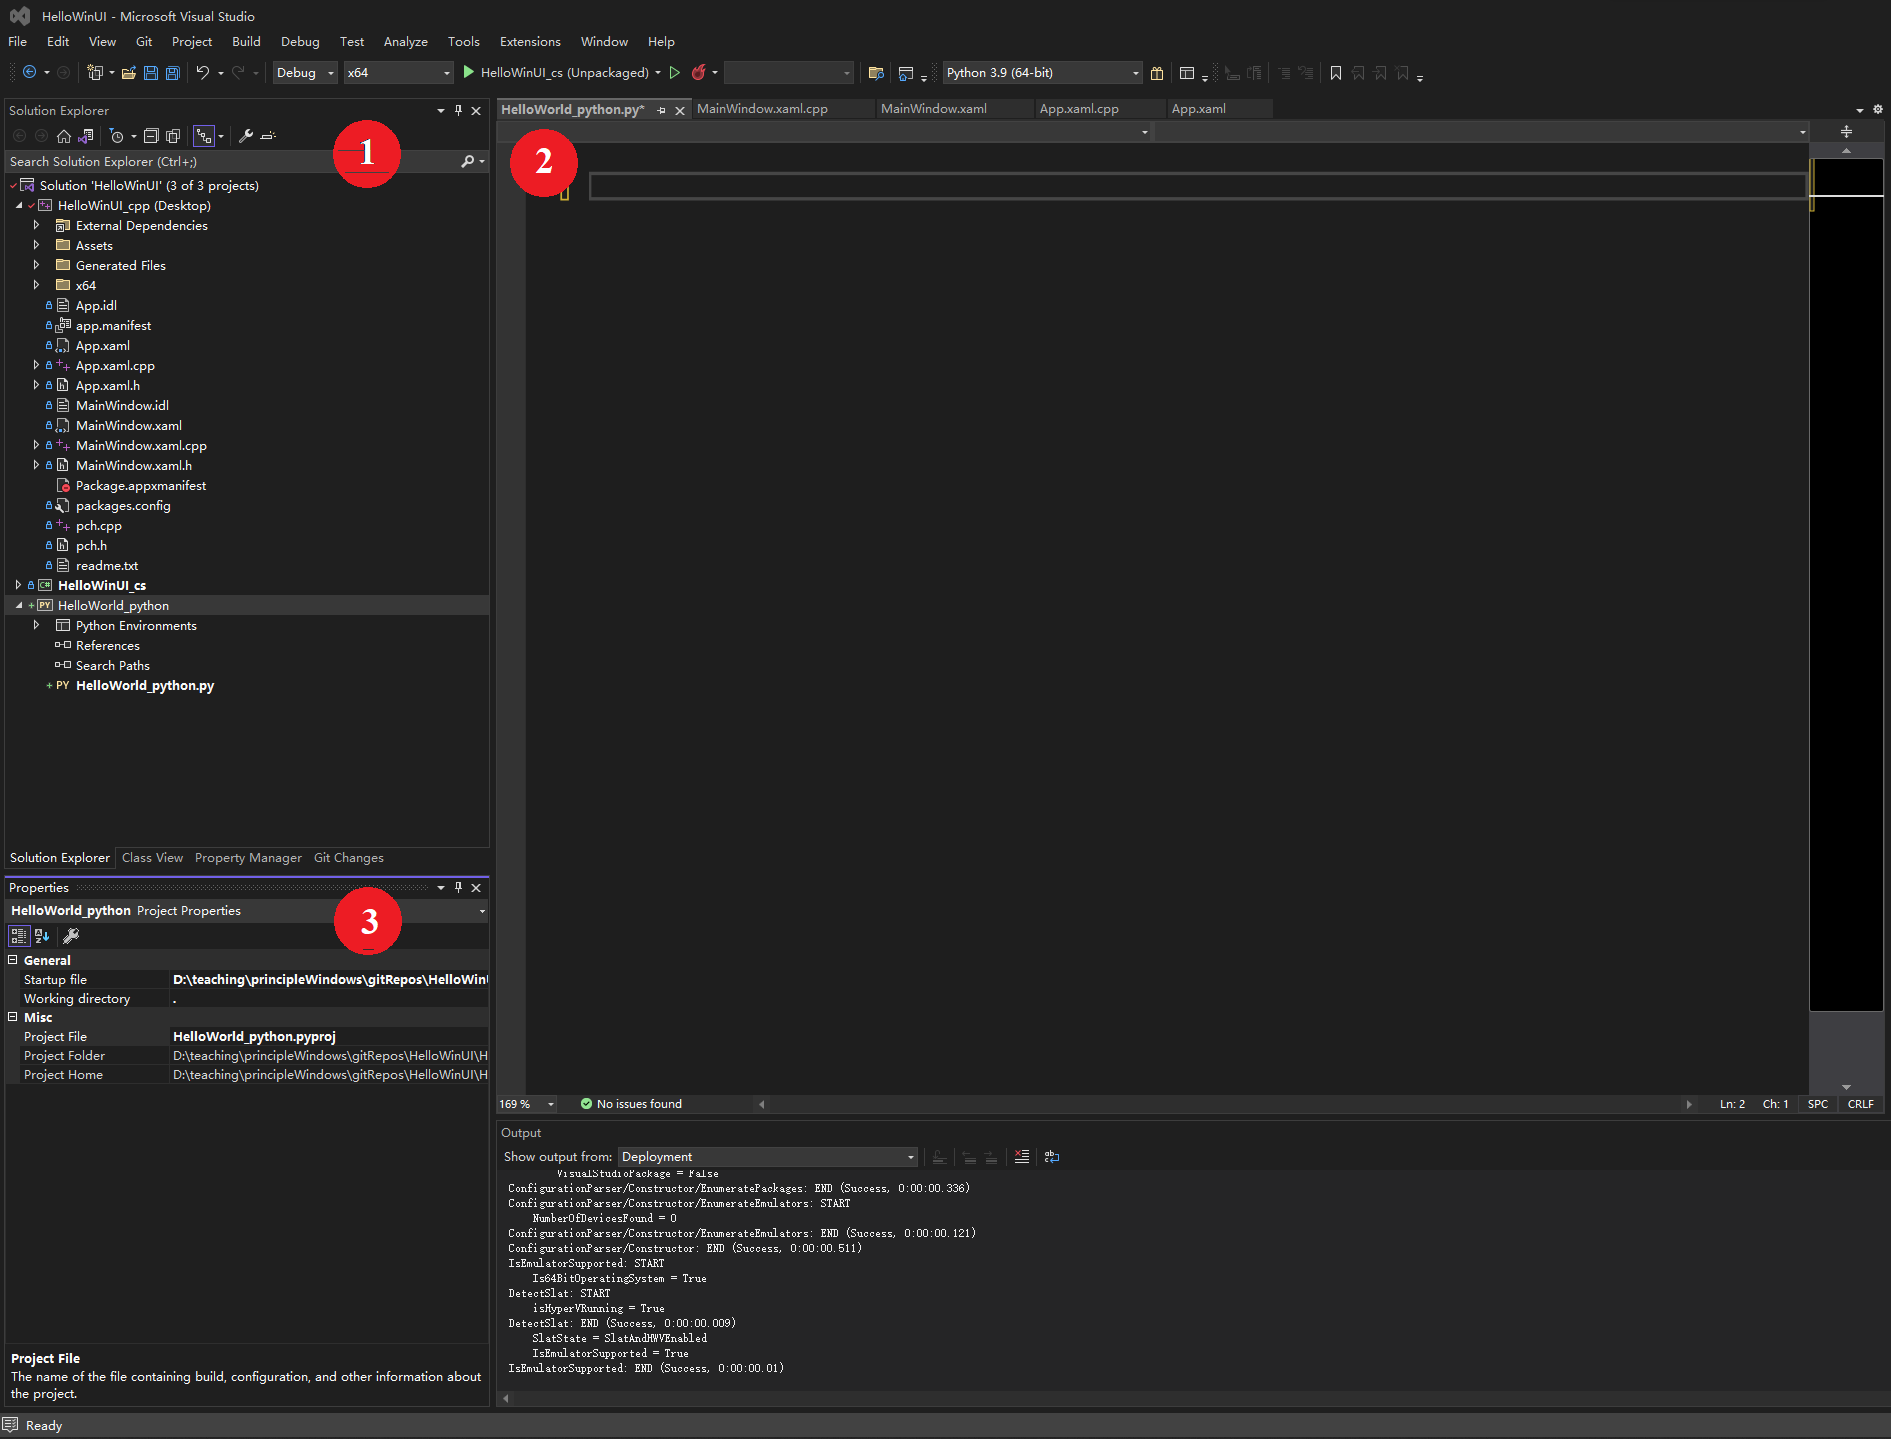 HelloWinUI - Microsoft Visual Studio
File Edit View Git Project Build Debug Test Analyze Tools Extensions Window Help
Debug x64 HelloWinUI_cs (Unpackaged) Python 3.9 (64-bit)
Solution Explorer
1
Search Solution Explorer (Ctrl+;)
Solution 'HelloWinUI' (3 of 3 projects)
HelloWinUI_cpp (Desktop)
External Dependencies
Assets
Generated Files
x64
App.idl
app.manifest
App.xaml
App.xaml.cpp
App.xaml.h
MainWindow.idl
MainWindow.xaml
MainWindow.xaml.cpp
MainWindow.xaml.h
Package.appxmanifest
packages.config
pch.cpp
pch.h
readme.txt
C# HelloWinUI_cs
PY HelloWorld_python
Python Environments
References
Search Paths
PY HelloWorld_python.py
Solution Explorer Class View Property Manager Git Changes
Properties
3
HelloWorld_python Project Properties
General
Startup file D:\teaching\principleWindows\gitRepos\HelloWinU
Working directory .
Misc
Project File HelloWorld_python.pyproj
Project Folder D:\teaching\principleWindows\gitRepos\HelloWinUI\H
Project Home D:\teaching\principleWindows\gitRepos\HelloWinUI\H
Project File
The name of the file containing build, configuration, and other information about
the project.
HelloWorld_python.py* MainWindow.xaml.cpp MainWindow.xaml App.xaml.cpp App.xaml
2
169 % No issues found Ln: 2 Ch: 1 SPC CRLF
Output
Show output from: Deployment
VisualStudioPackage = False
ConfigurationParser/Constructor/EnumeratePackages: END (Success, 0:00:00.336)
ConfigurationParser/Constructor/EnumerateEmulators: START
NumberOfDevicesFound = 0
ConfigurationParser/Constructor/EnumerateEmulators: END (Success, 0:00:00.121)
ConfigurationParser/Constructor: END (Success, 0:00:00.511)
IsEmulatorSupported: START
Is64BitOperatingSystem = True
DetectSlat: START
isHyperVRunning = True
DetectSlat: END (Success, 0:00:00.009)
SlatState = SlatAndHWVEnabled
IsEmulatorSupported = True
IsEmulatorSupported: END (Success, 0:00:00.01)
Ready